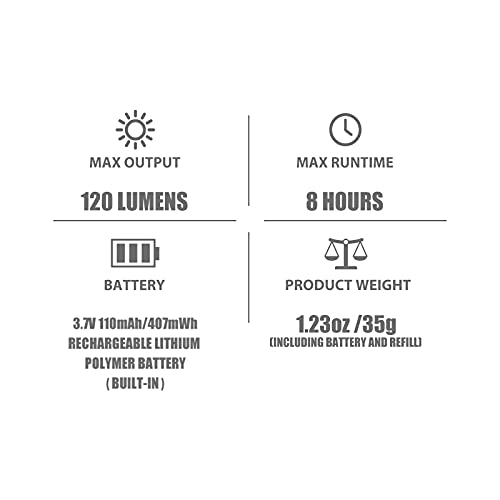 MAX OUTPUT
120 LUMENS
MAX RUNTIME
8 HOURS
BATTERY
3.7V 110mAh/407mWh
RECHARGEABLE LITHIUM
POLYMER BATTERY
( BUILT-IN )
PRODUCT WEIGHT
1.23oz /35g
(INCLUDING BATTERY AND REFILL)